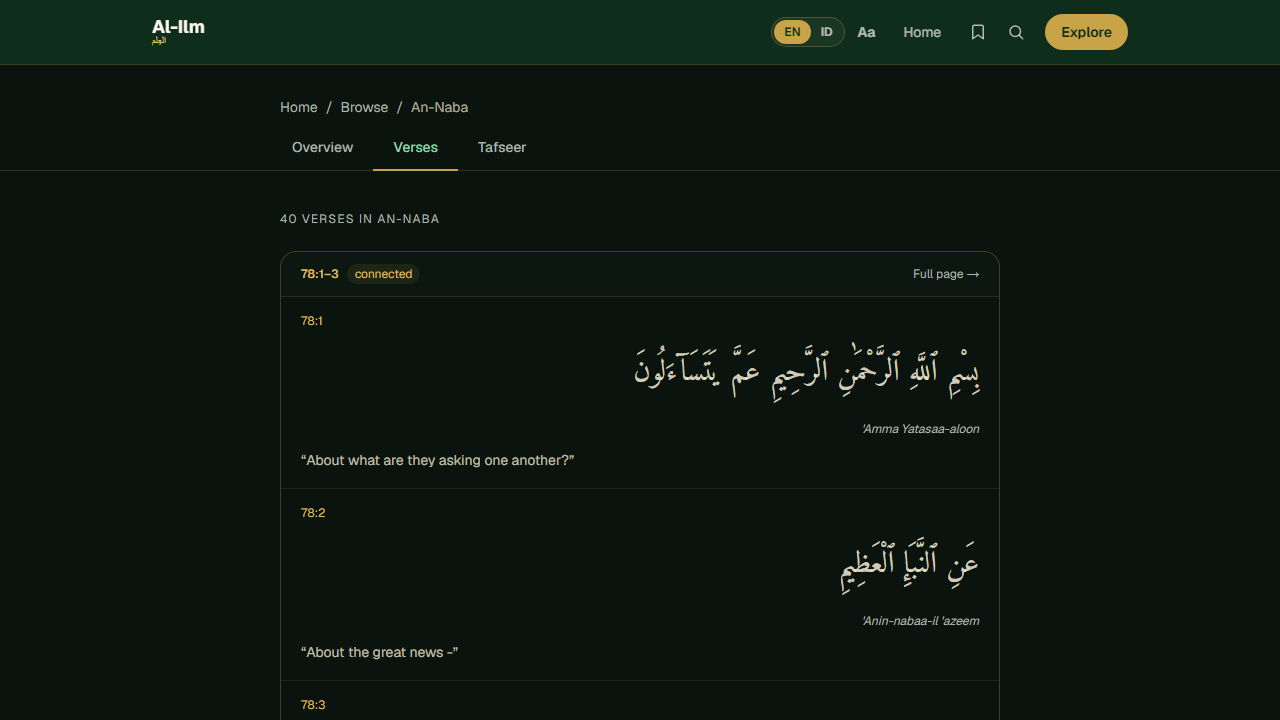 Al-Ilm
العِلم
EN ID Aa Home Explore
Home / Browse / An-Naba
Overview Verses Tafseer
40 VERSES IN AN-NABA
78:1–3 connected Full page →
78:1
بِسْمِ ٱللَّهِ ٱلرَّحْمَٰنِ ٱلرَّحِيمِ عَمَّ يَتَسَآءَلُونَ
'Amma Yatasaa-aloon
“About what are they asking one another?”
78:2
عَنِ ٱلنَّبَإِ ٱلْعَظِيمِ
'Anin-nabaa-il 'azeem
“About the great news -”
78:3